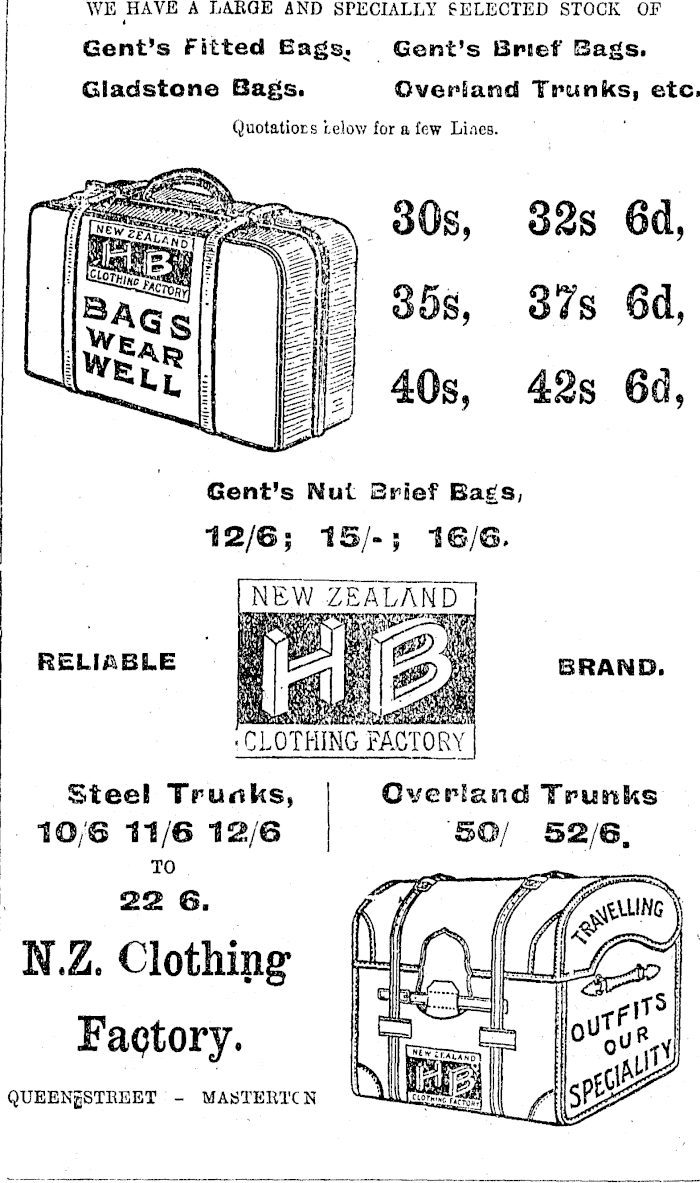 WE HAVE A LARGE AND SPECIALLY SELECTED STOCK OF
Gent's Fitted Bags. Gent's Brief Bags.
Gladstone Bags. Overland Trunks, etc.
Quotations below for a few Lines.
NEW ZEALAND
HB
CLOTHING FACTORY
BAGS
WEAR
WELL
30s, 32s 6d,
35s, 37s 6d,
40s, 42s 6d,
Gent's Nut Brief Bags,
12/6; 15/-; 16/6.
NEW ZEALAND
RELIABLE HB BRAND.
CLOTHING FACTORY
Steel Trunks,
10/6 11/6 12/6
TO
22 6.
Overland Trunks
50/ 52/6.
N.Z. Clothing
Factory.
QUEEN STREET - MASTERTON
TRAVELLING
OUTFITS
OUR
SPECIALITY
NEW ZEALAND
HB
CLOTHING FACTORY